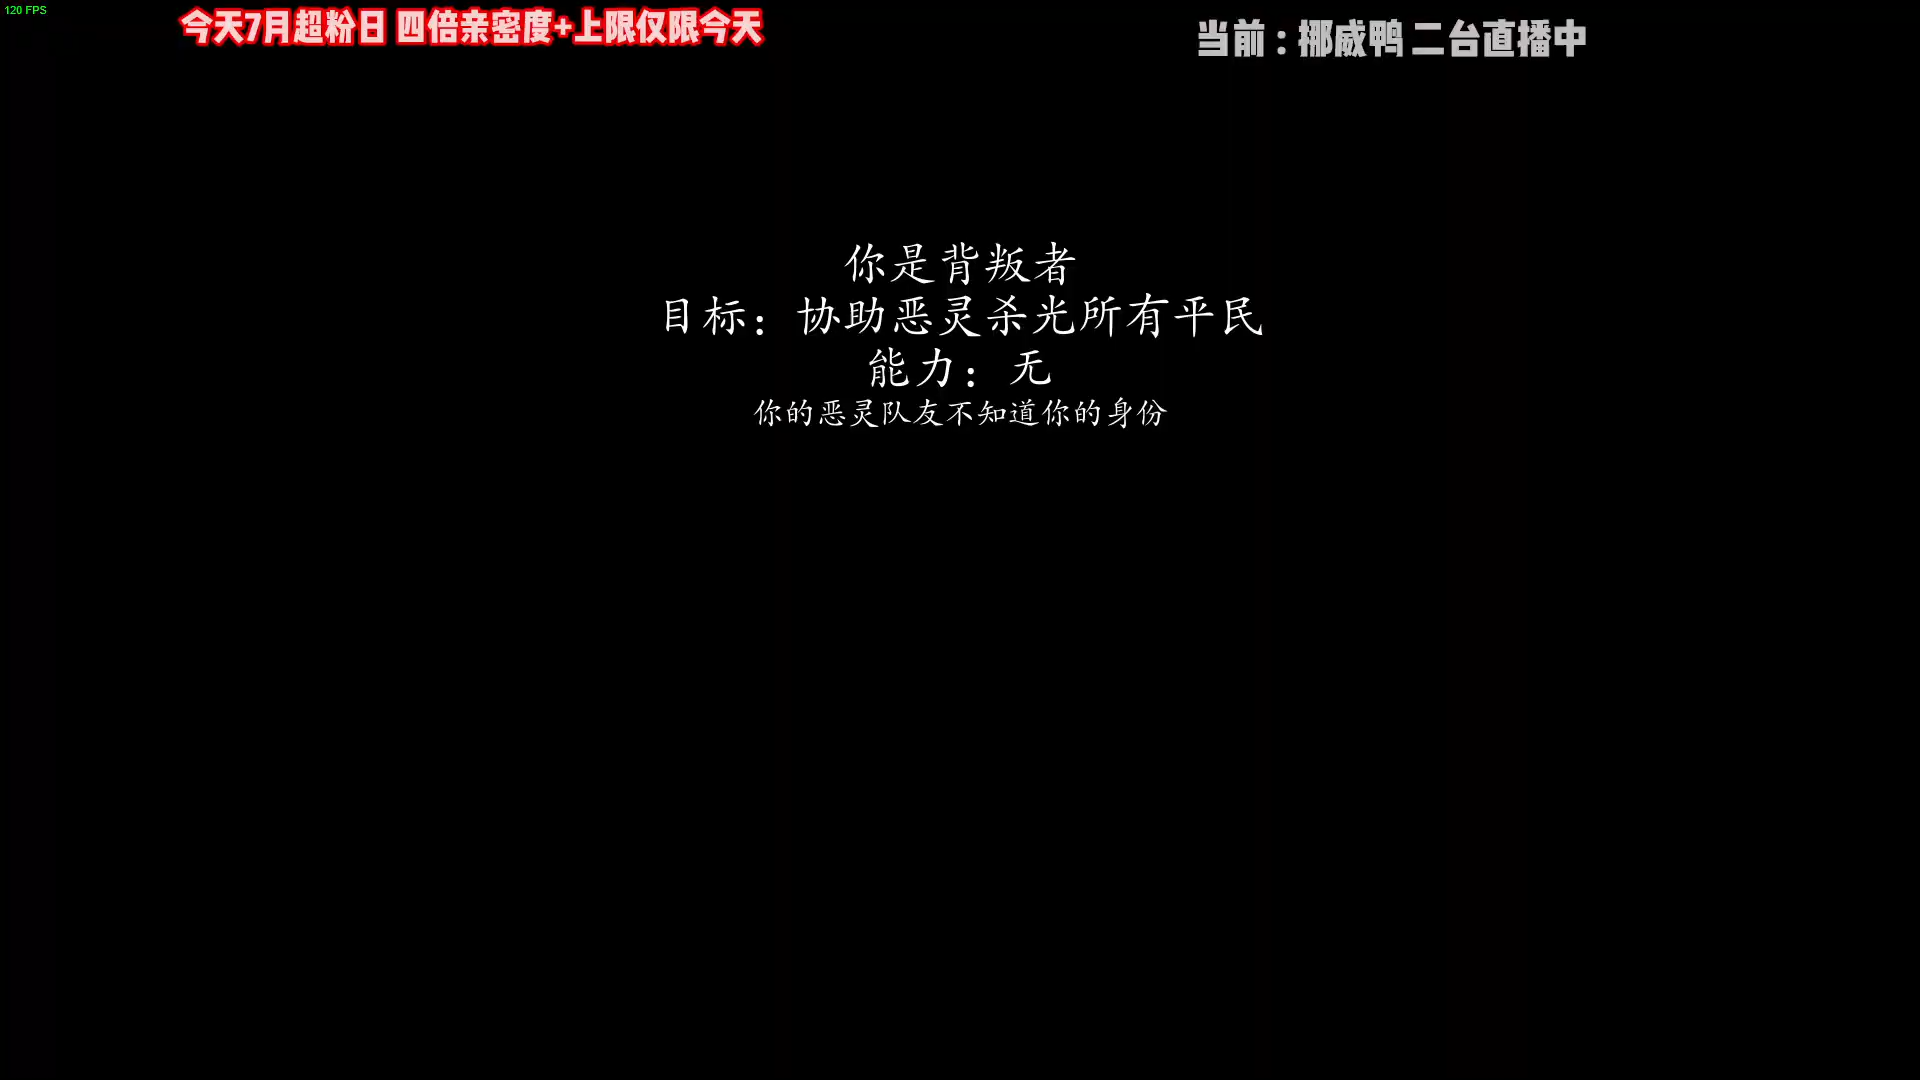 120 FPS
今天7月超粉日 四倍亲密度+上限仅限今天
当前：挪威鸭 二台直播中
你是背叛者
目标：协助恶灵杀光所有平民
能力：无
你的恶灵队友不知道你的身份